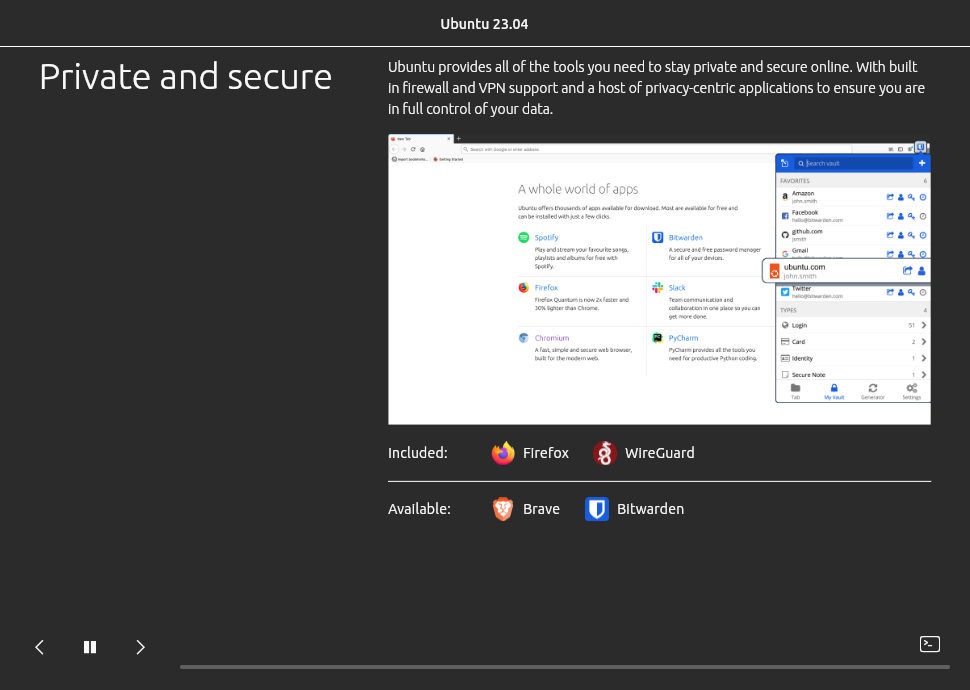 Ubuntu 23.04
Private and secure
Ubuntu provides all of the tools you need to stay private and secure online. With built
in firewall and VPN support and a host of privacy-centric applications to ensure you are
in full control of your data.
New Tab
Search with Google or enter address
Import bookmarks...
Getting Started
A whole world of apps
Ubuntu offers thousands of apps available for download. Most are available for free and
can be installed with just a few clicks.
Spotify
Play and stream your favourite songs,
playlists and albums for free with
Spotify.
Bitwarden
A secure and free password manager
for all of your devices.
Firefox
FireFox Quantum is now 2x faster and
30% lighter than Chrome.
Slack
Team communication and
collaboration in one place so you can
get more done.
Chromium
A fast, simple and secure web browser,
built for the modern web.
PyCharm
PyCharm provides all the tools you
need for productive Python coding.
Search vault
FAVORITES 6
Amazon
john.smith
Facebook
hello@bitwarden.com
github.com
jsmith
Gmail
ubuntu.com
john.smith
Twitter
hello@bitwarden.com
TYPES 4
Login 51
Card 2
Identity 1
Secure Note 1
Tab My Vault Generator Settings
Included: Firefox WireGuard
Available: Brave Bitwarden